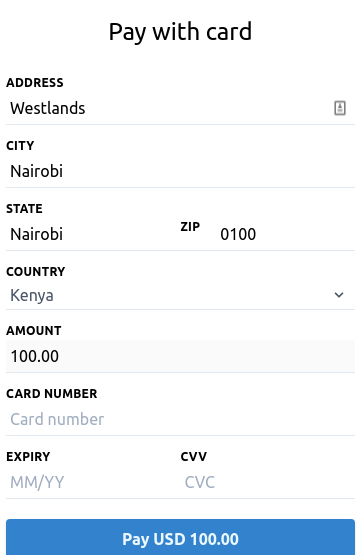 Pay with card
ADDRESS
Westlands
CITY
Nairobi
STATE
Nairobi
ZIP
0100
COUNTRY
Kenya
AMOUNT
100.00
CARD NUMBER
Card number
EXPIRY
MM/YY
CVV
CVC
Pay USD 100.00